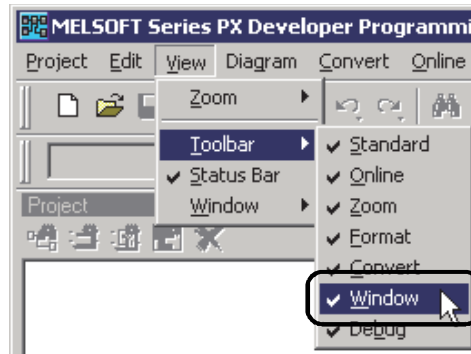 MELSOFT Series PX Developer Programmi
Project Edit View Diagram Convert Online
Zoom
Toolbar
Status Bar
Window
Project
Standard
Online
Zoom
Format
Convert
Window
Debug